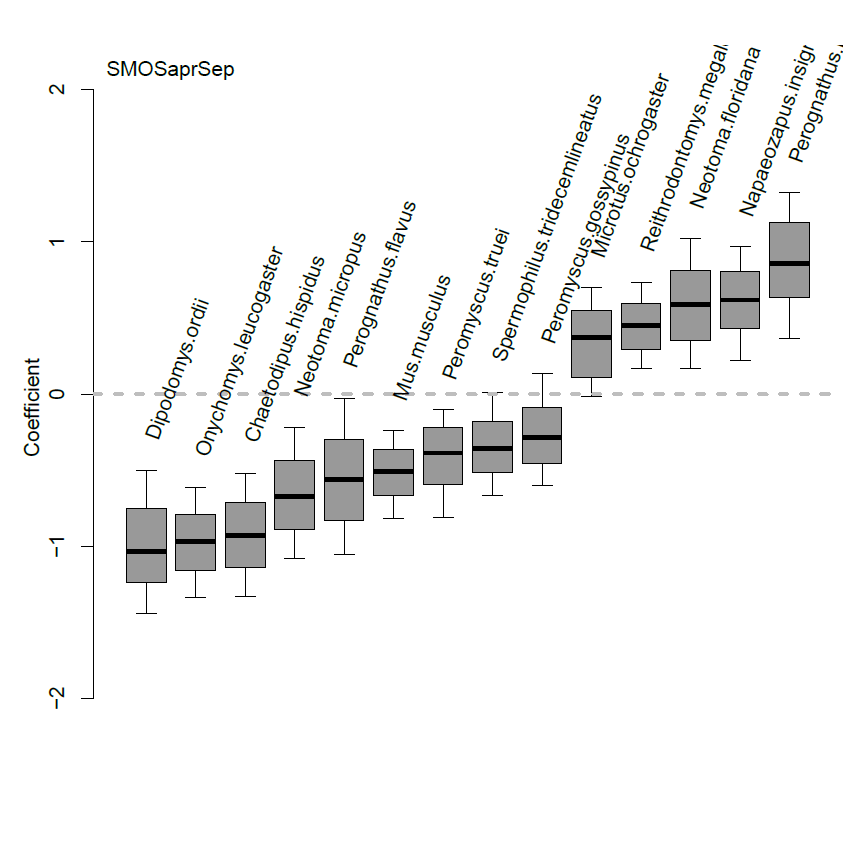 SMOSaprSep
Coefficient
2
1
0
−1
−2
Dipodomys.ordii
Onychomys.leucogaster
Chaetodipus.hispidus
Neotoma.micropus
Perognathus.flavus
Mus.musculus
Peromyscus.truei
Spermophilus.tridecemlineatus
Peromyscus.gossypinus
Microtus.ochrogaster
Reithrodontomys.megal
Neotoma.floridana
Napaeozapus.insig
Perognathus.